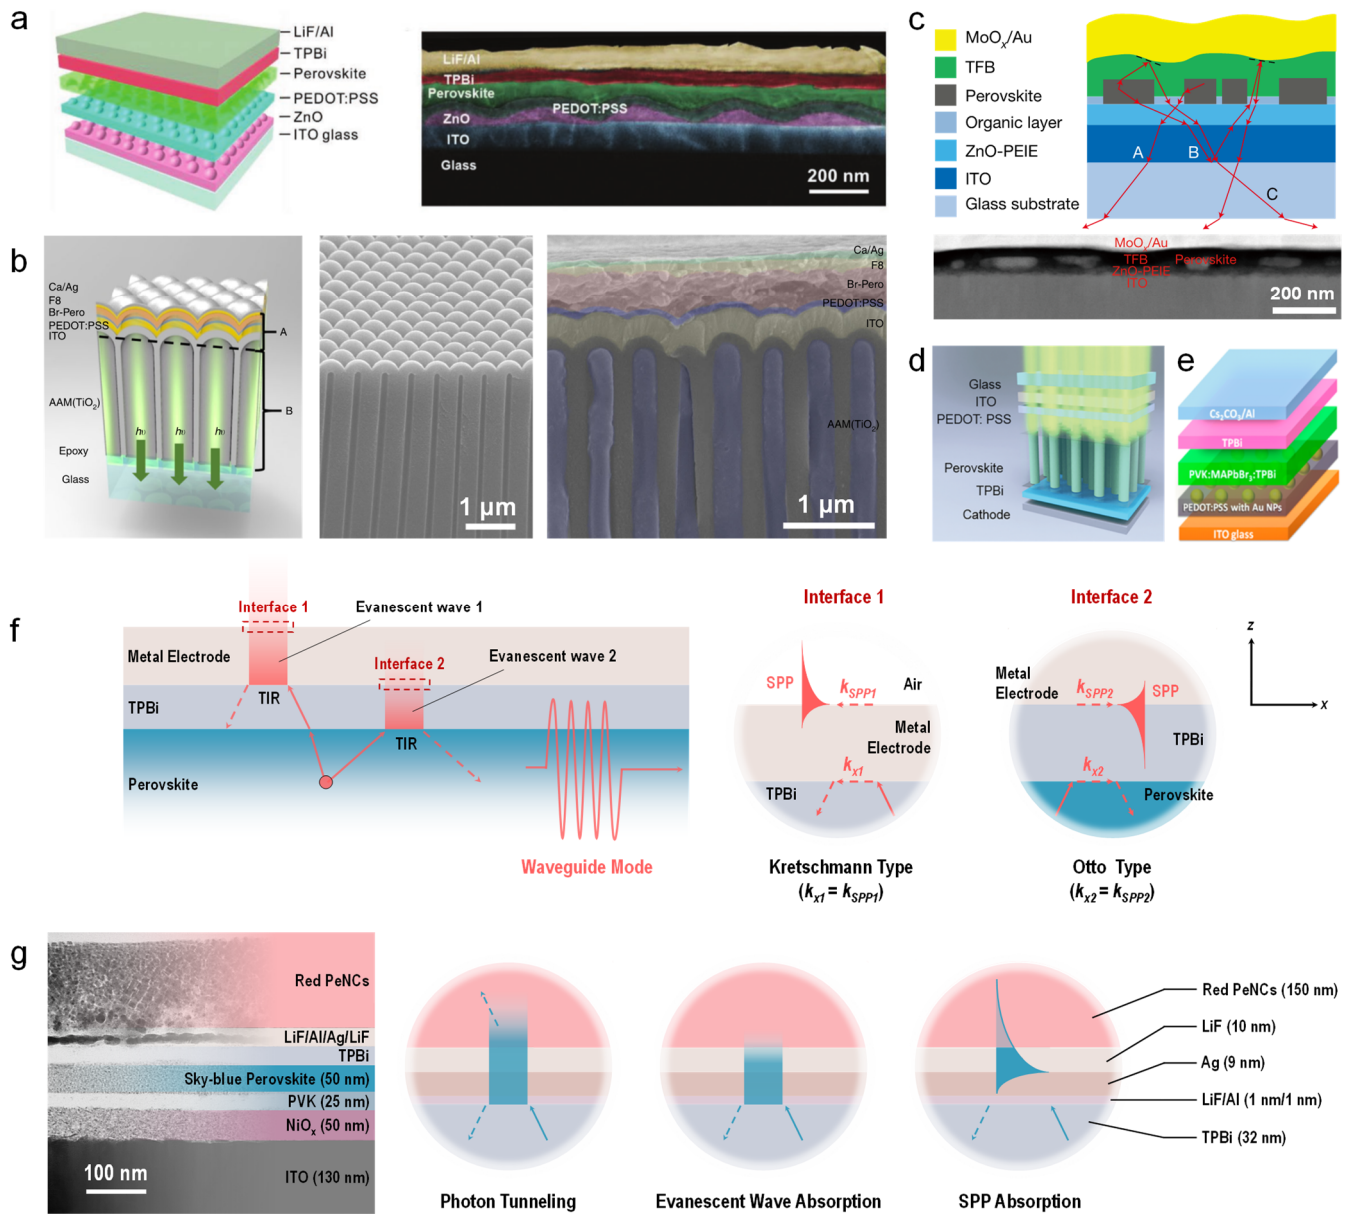 a
LiF/Al
TPBi
Perovskite
PEDOT:PSS
ZnO
ITO glass
LiF/Al
TPBi
Perovskite
PEDOT:PSS
ZnO
ITO
Glass
200 nm
c
MoOₓ/Au
TFB
Perovskite
Organic layer
ZnO-PEIE
ITO
Glass substrate
A
B
C
MoOₓ/Au
TFB
Perovskite
ZnO-PEIE
ITO
200 nm
b
Ca/Ag
F8
Br-Pero
PEDOT:PSS
ITO
A
AAM(TiO₂)
B
hυ
hυ
hυ
Epoxy
Glass
1 μm
Ca/Ag
F8
Br-Pero
PEDOT:PSS
ITO
AAM(TiO₂)
1 μm
d
Glass
ITO
PEDOT: PSS
Perovskite
TPBi
Cathode
e
Cs₂CO₃/Al
TPBi
PVK:MAPbBr₃:TPBi
PEDOT:PSS with Au NPs
ITO glass
f
Interface 1
Evanescent wave 1
Metal Electrode
Interface 2
Evanescent wave 2
TIR
TPBi
TIR
Perovskite
Waveguide Mode
Interface 1
SPP
kSPP1
Air
Metal
Electrode
kx1
TPBi
Kretschmann Type
(kx1 = kSPP1)
Interface 2
Metal
Electrode
kSPP2
SPP
TPBi
kx2
Perovskite
Otto Type
(kx2 = kSPP2)
z
x
g
Red PeNCs
LiF/Al/Ag/LiF
TPBi
Sky-blue Perovskite (50 nm)
PVK (25 nm)
NiOₓ (50 nm)
ITO (130 nm)
100 nm
Photon Tunneling
Evanescent Wave Absorption
SPP Absorption
Red PeNCs (150 nm)
LiF (10 nm)
Ag (9 nm)
LiF/Al (1 nm/1 nm)
TPBi (32 nm)